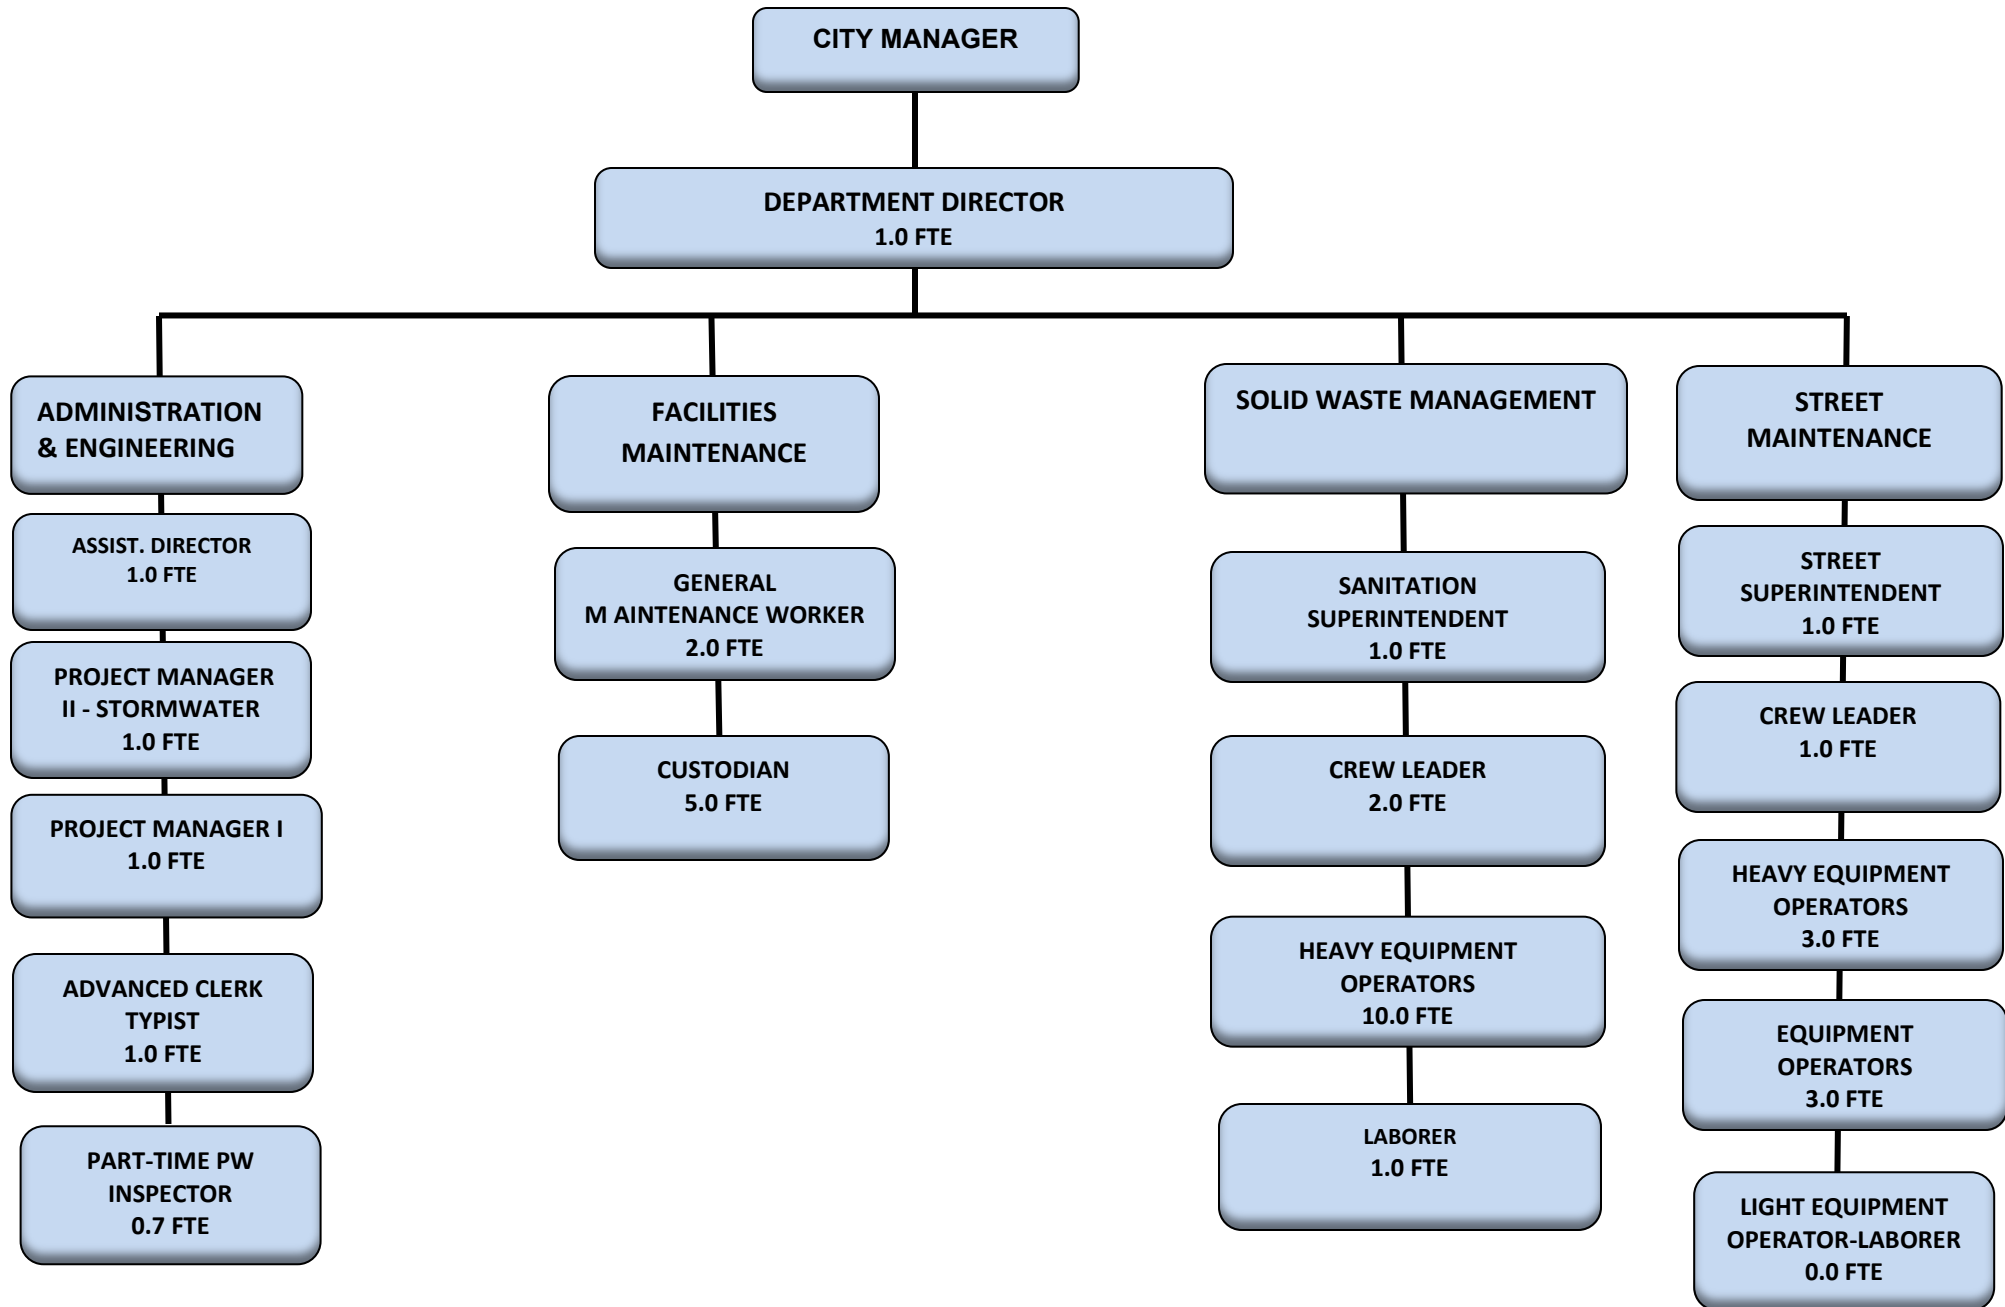 CITY MANAGER
DEPARTMENT DIRECTOR
1.0 FTE
ADMINISTRATION
& ENGINEERING
ASSIST. DIRECTOR
1.0 FTE
PROJECT MANAGER
II - STORMWATER
1.0 FTE
PROJECT MANAGER I
1.0 FTE
ADVANCED CLERK
TYPIST
1.0 FTE
PART-TIME PW
INSPECTOR
0.7 FTE
FACILITIES
MAINTENANCE
GENERAL
M AINTENANCE WORKER
2.0 FTE
CUSTODIAN
5.0 FTE
SOLID WASTE MANAGEMENT
SANITATION
SUPERINTENDENT
1.0 FTE
CREW LEADER
2.0 FTE
HEAVY EQUIPMENT
OPERATORS
10.0 FTE
LABORER
1.0 FTE
STREET
MAINTENANCE
STREET
SUPERINTENDENT
1.0 FTE
CREW LEADER
1.0 FTE
HEAVY EQUIPMENT
OPERATORS
3.0 FTE
EQUIPMENT
OPERATORS
3.0 FTE
LIGHT EQUIPMENT
OPERATOR-LABORER
0.0 FTE